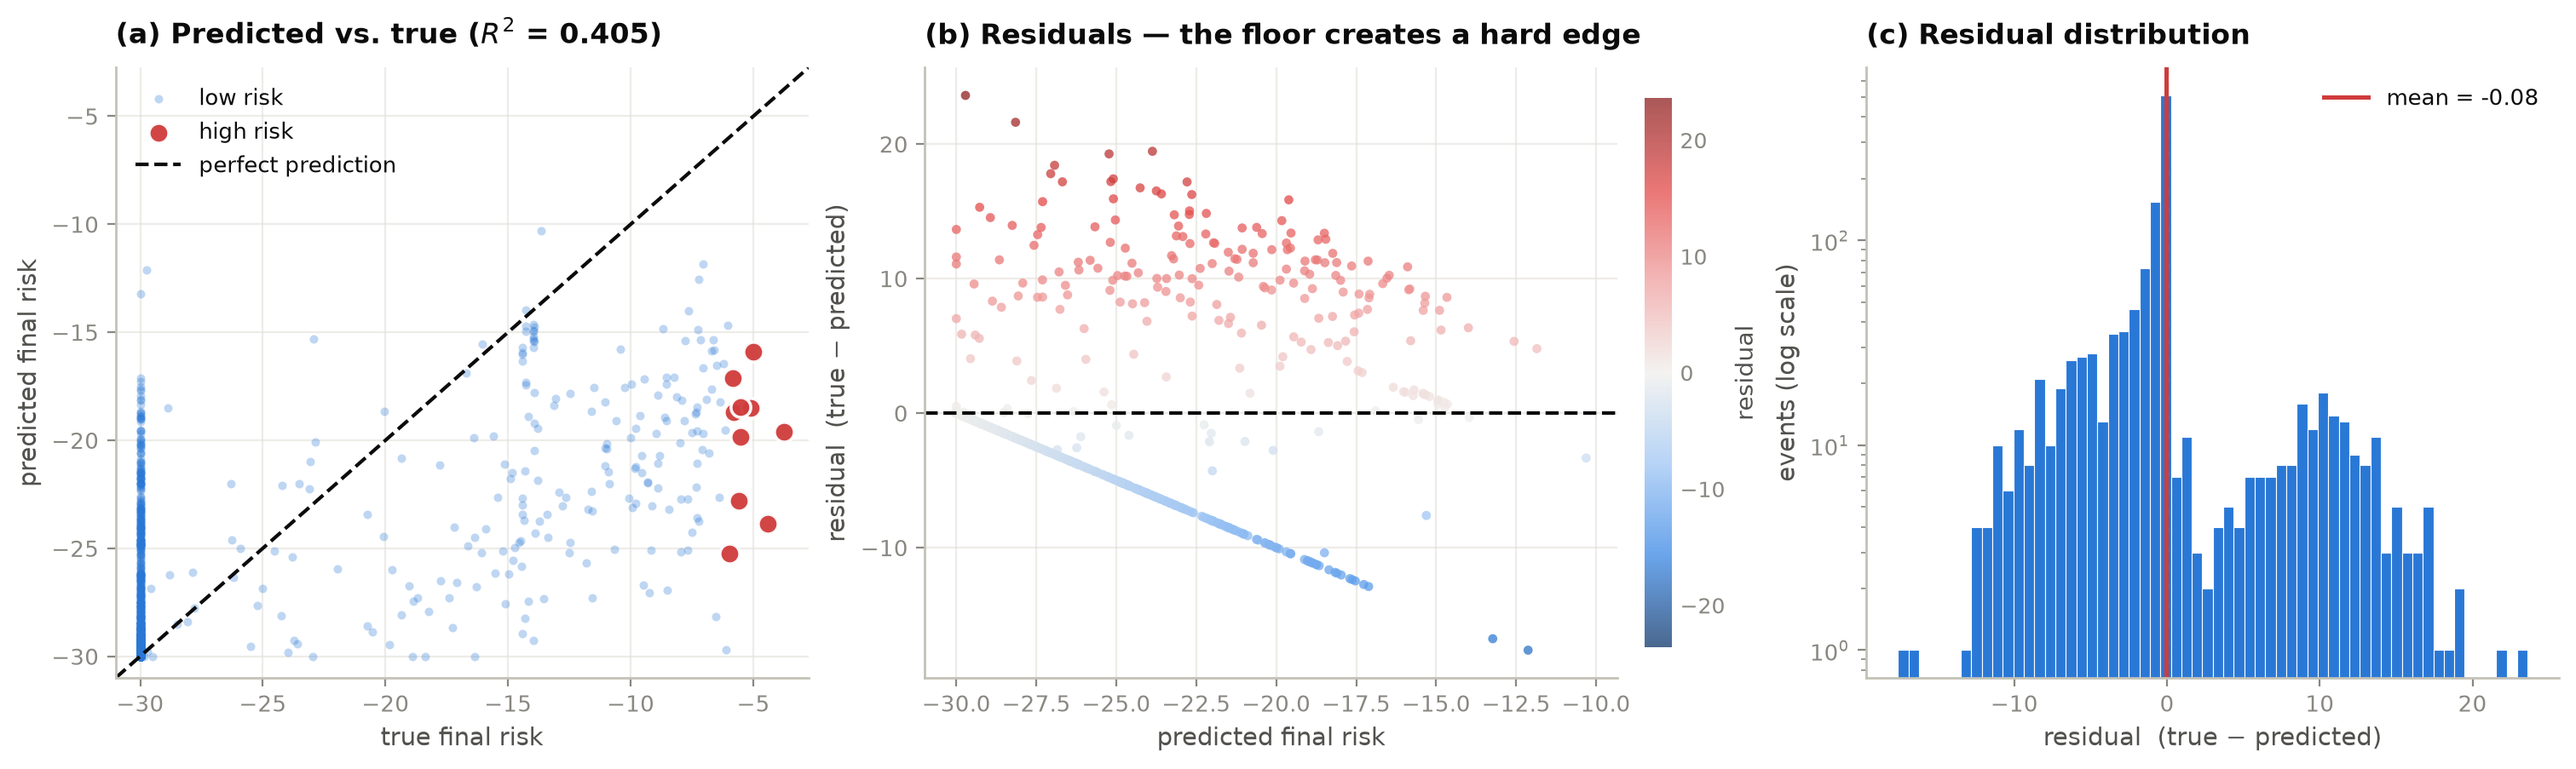 (a) Predicted vs. true (R² = 0.405)
low risk
high risk
perfect prediction
predicted final risk
−5
−10
−15
−20
−25
−30
−30
−25
−20
−15
−10
−5
true final risk
(b) Residuals — the floor creates a hard edge
residual (true − predicted)
20
10
0
−10
−30.0
−27.5
−25.0
−22.5
−20.0
−17.5
−15.0
−12.5
−10.0
predicted final risk
20
10
0
−10
−20
residual
(c) Residual distribution
mean = -0.08
events (log scale)
10²
10¹
10⁰
−10
0
10
20
residual (true − predicted)